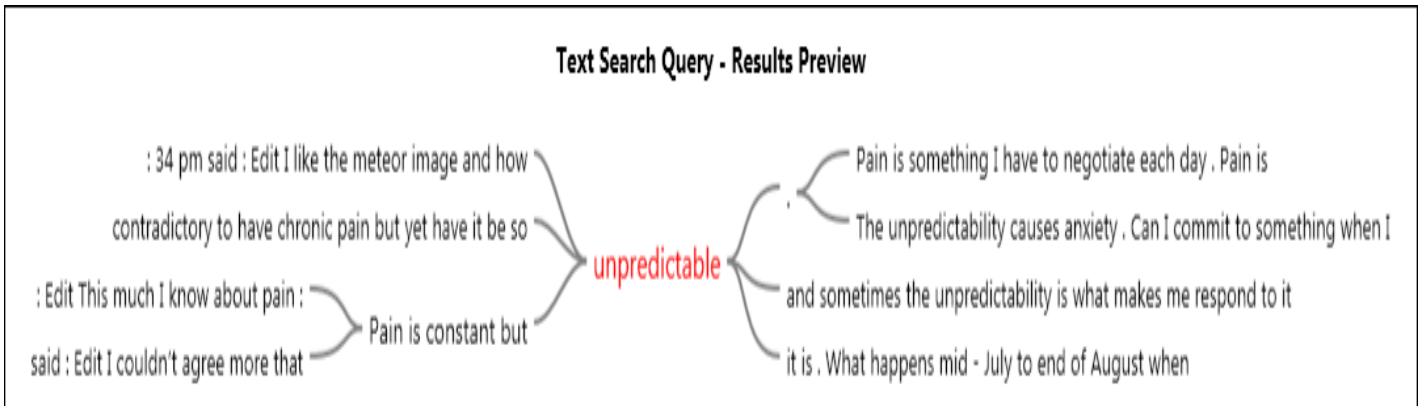 Text Search Query - Results Preview
: 34 pm said : Edit I like the meteor image and how
contradictory to have chronic pain but yet have it be so
: Edit This much I know about pain :
said : Edit I couldn't agree more that
Pain is constant but
unpredictable
.
Pain is something I have to negotiate each day . Pain is
The unpredictability causes anxiety . Can I commit to something when I
and sometimes the unpredictability is what makes me respond to it
it is . What happens mid - July to end of August when